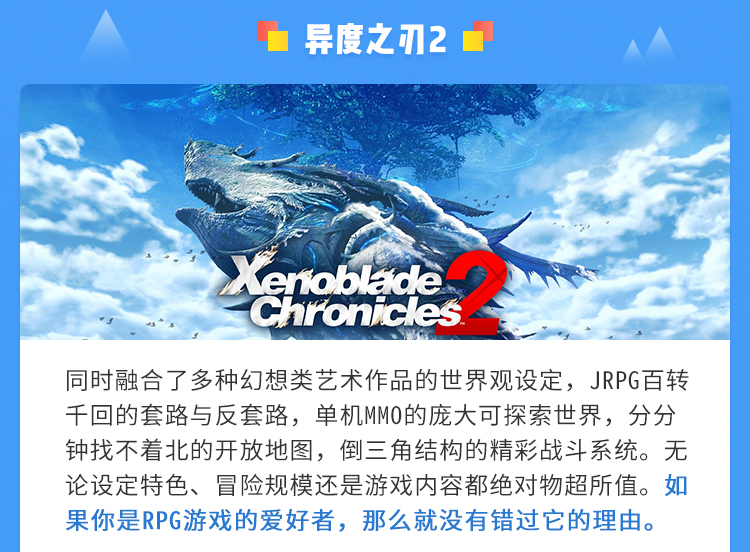 异度之刃2
Xenoblade
Chronicles 2
TM
同时融合了多种幻想类艺术作品的世界观设定，JRPG百转
千回的套路与反套路，单机MMO的庞大可探索世界，分分
钟找不着北的开放地图，倒三角结构的精彩战斗系统。无
论设定特色、冒险规模还是游戏内容都绝对物超所值。如
果你是RPG游戏的爱好者，那么就没有错过它的理由。